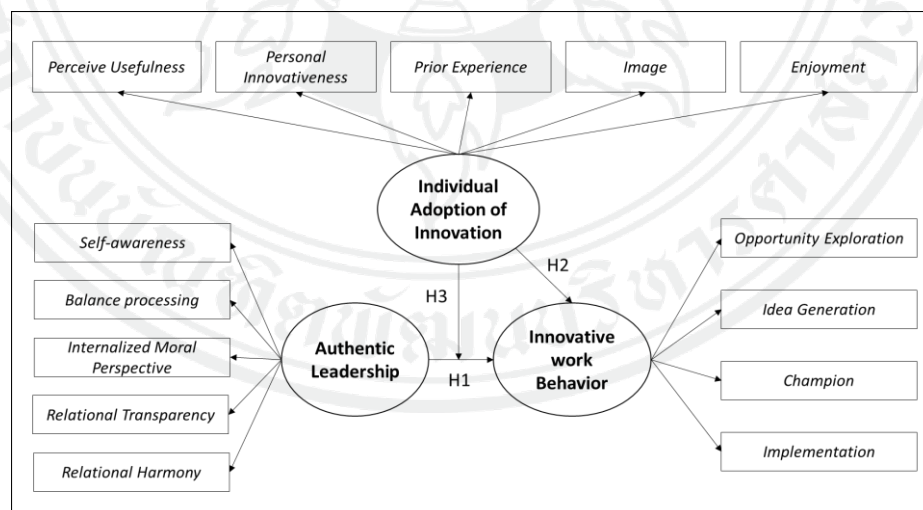 Perceive Usefulness
Personal
Innovativeness
Prior Experience
Image
Enjoyment
Individual
Adoption of
Innovation
Self-awareness
Balance processing
Internalized Moral
Perspective
Relational Transparency
Relational Harmony
H3
H2
Authentic
Leadership
H1
Innovative
work
Behavior
Opportunity Exploration
Idea Generation
Champion
Implementation